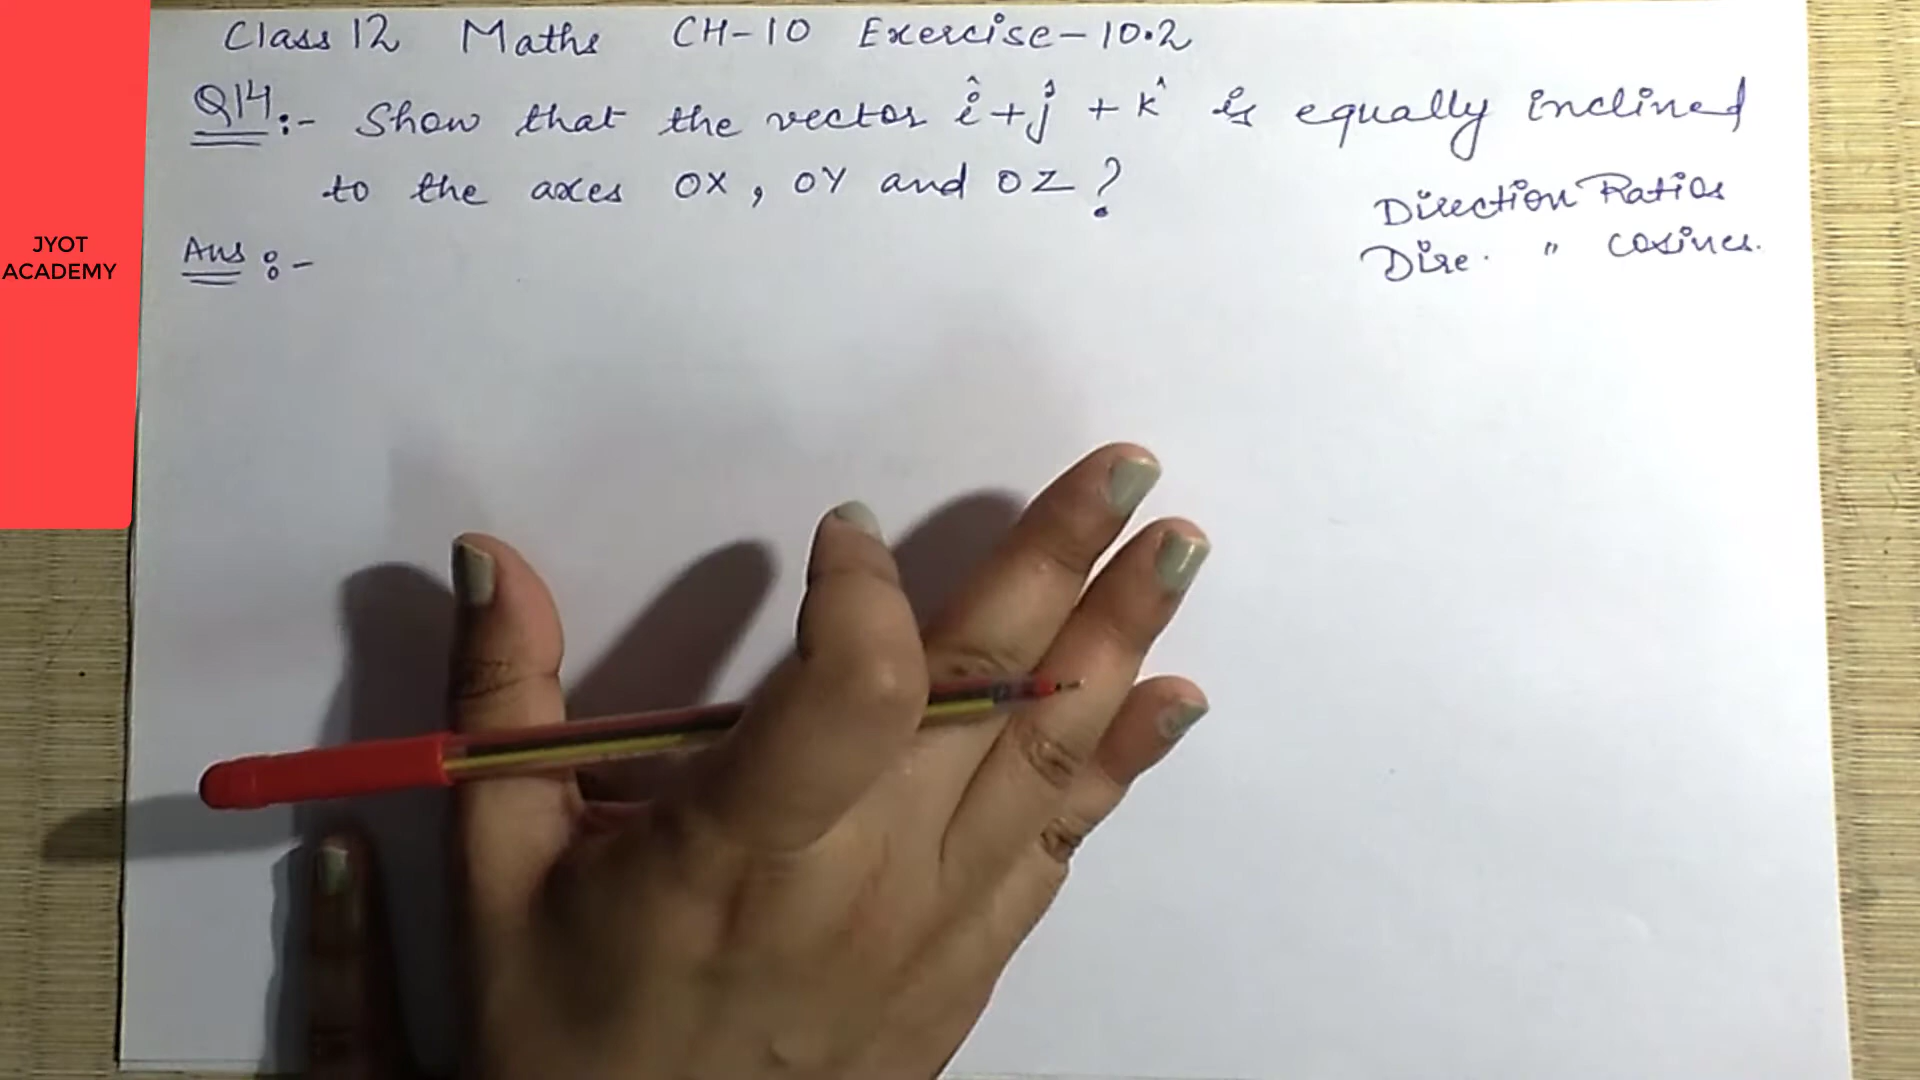 Class 12 Maths CH-10 Exercise-10.2
Q14:- Show that the vector î + ĵ + k̂ is equally inclined
to the axes OX, OY and OZ?
Direction Ratios
Dire. " cosines.
Ans:-
JYOT
ACADEMY